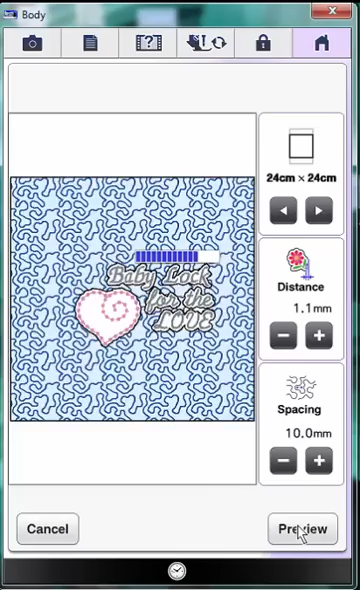 Body
24cm × 24cm
Baby Lock
for the
LOVE
Distance
1.1mm
Spacing
10.0mm
Cancel
Preview